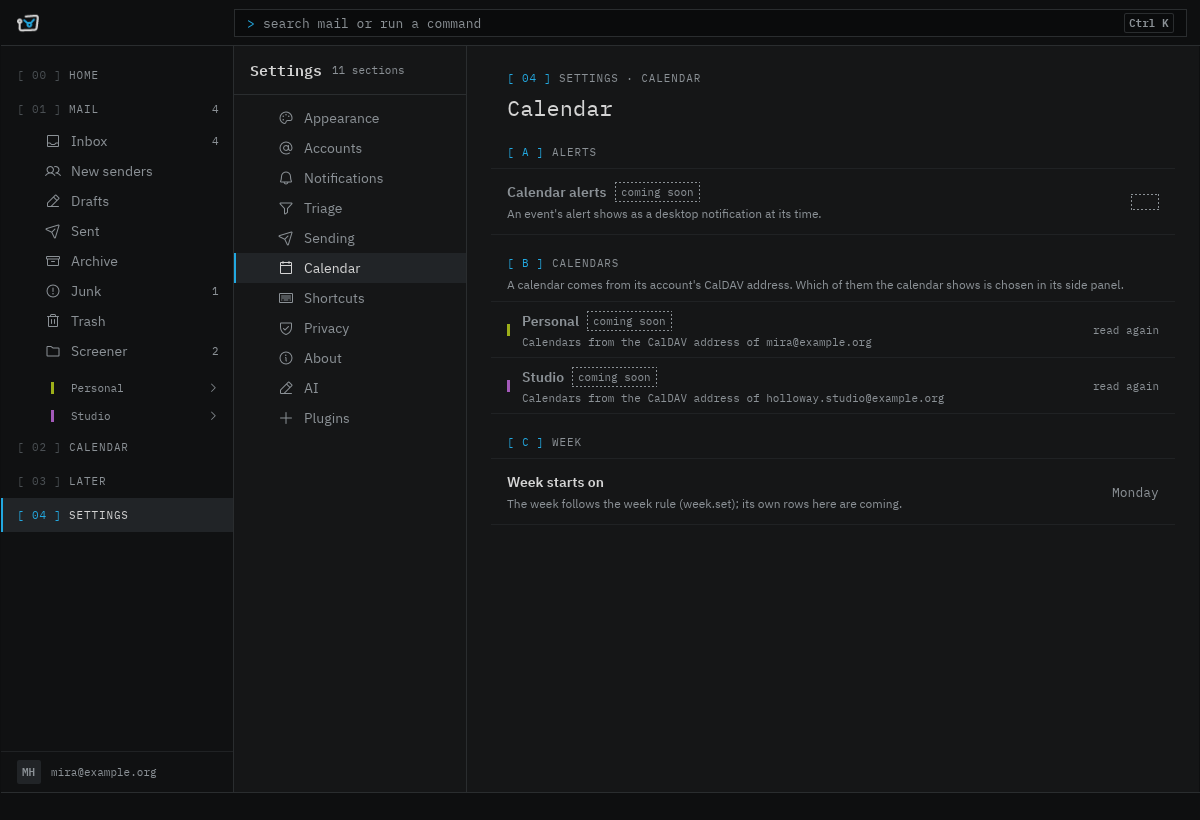 > search mail or run a command Ctrl K
[ 00 ] HOME
[ 01 ] MAIL 4
Inbox 4
New senders
Drafts
Sent
Archive
Junk 1
Trash
Screener 2
Personal
Studio
[ 02 ] CALENDAR
[ 03 ] LATER
[ 04 ] SETTINGS
MH mira@example.org
Settings 11 sections
Appearance
Accounts
Notifications
Triage
Sending
Calendar
Shortcuts
Privacy
About
AI
Plugins
[ 04 ] SETTINGS · CALENDAR
Calendar
[ A ] ALERTS
Calendar alerts coming soon
An event's alert shows as a desktop notification at its time.
[ B ] CALENDARS
A calendar comes from its account's CalDAV address. Which of them the calendar shows is chosen in its side panel.
Personal coming soon
Calendars from the CalDAV address of mira@example.org
read again
Studio coming soon
Calendars from the CalDAV address of holloway.studio@example.org
read again
[ C ] WEEK
Week starts on
The week follows the week rule (week.set); its own rows here are coming.
Monday